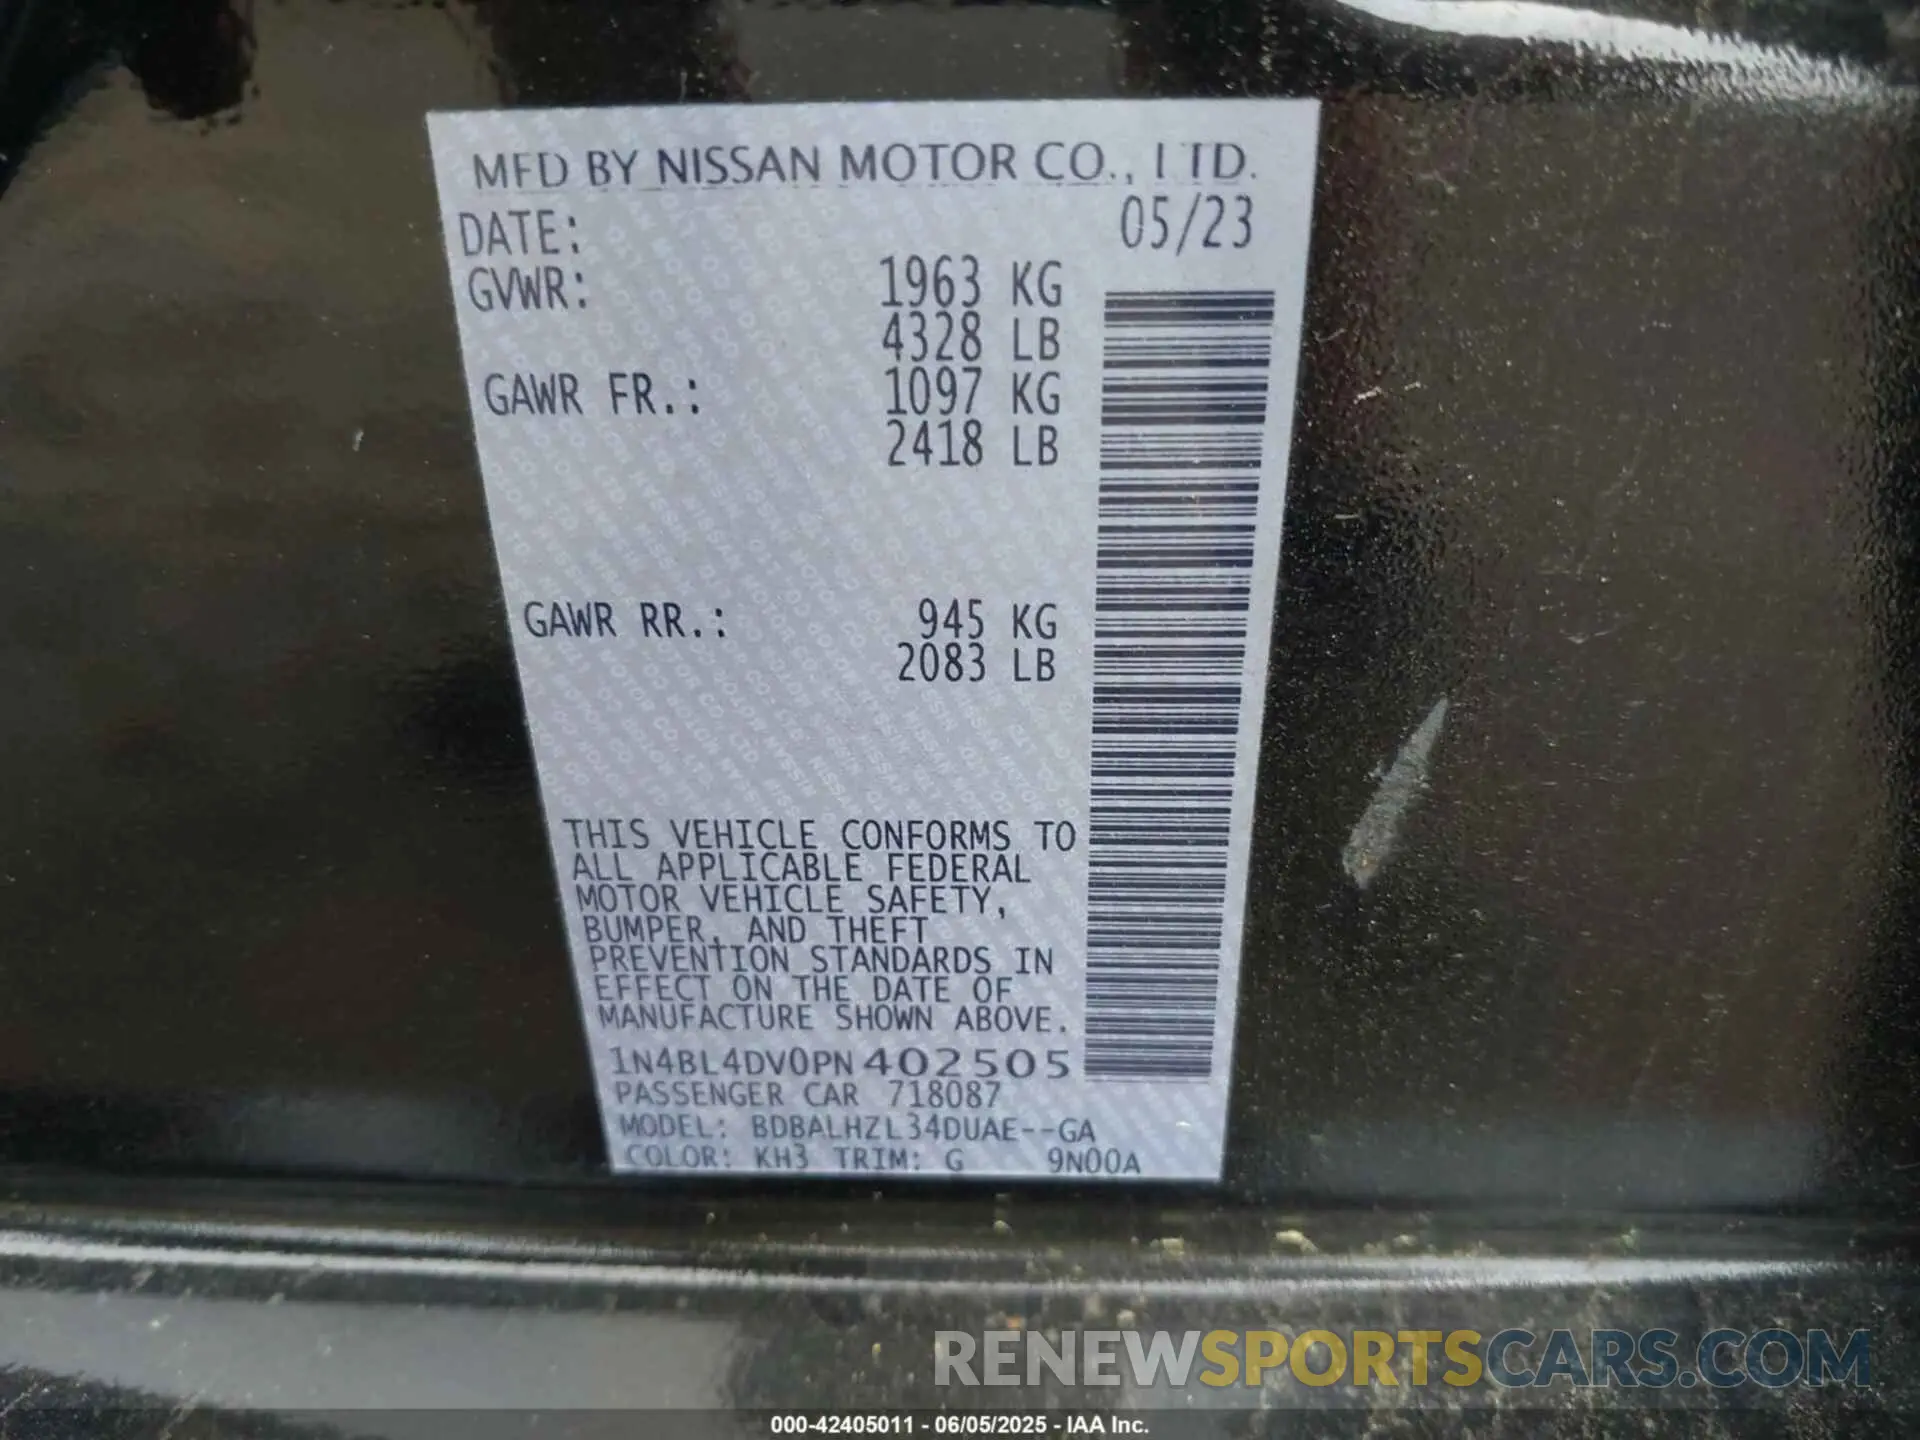 MFD BY NISSAN MOTOR CO., LTD.
DATE: 05/23
GVWR: 1963 KG
4328 LB
GAWR FR.: 1097 KG
2418 LB
GAWR RR.: 945 KG
2083 LB
THIS VEHICLE CONFORMS TO
ALL APPLICABLE FEDERAL
MOTOR VEHICLE SAFETY,
BUMPER, AND THEFT
PREVENTION STANDARDS IN
EFFECT ON THE DATE OF
MANUFACTURE SHOWN ABOVE.
1N4BL4DV0PN402505
PASSENGER CAR 718087
MODEL: BDBALHZL34DUAE--GA
COLOR: KH3 TRIM: G 9N00A
RENEWSPORTSCARS.COM
000-42405011 - 06/05/2025 - IAA Inc.